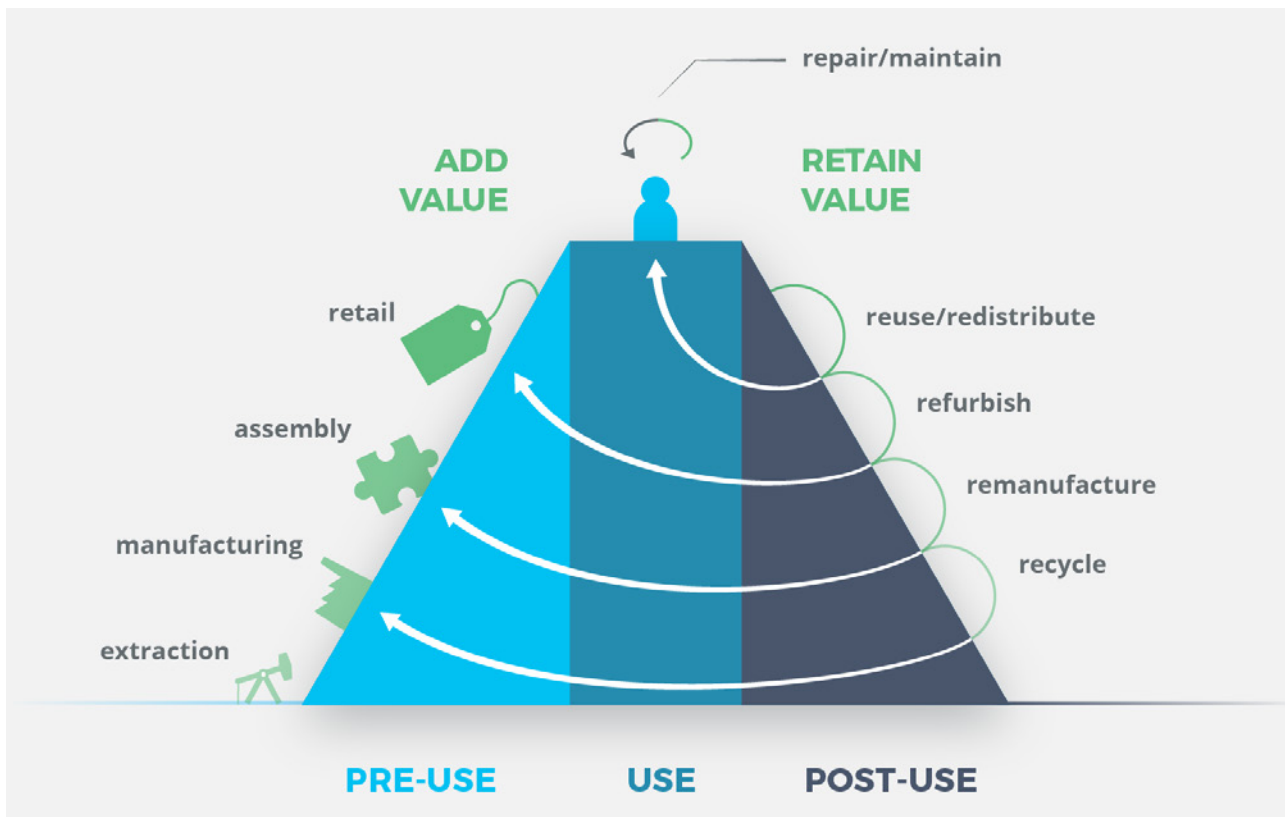 repair/maintain
ADD
VALUE
RETAIN
VALUE
retail
reuse/redistribute
refurbish
assembly
remanufacture
manufacturing
recycle
extraction
PRE-USE
USE
POST-USE